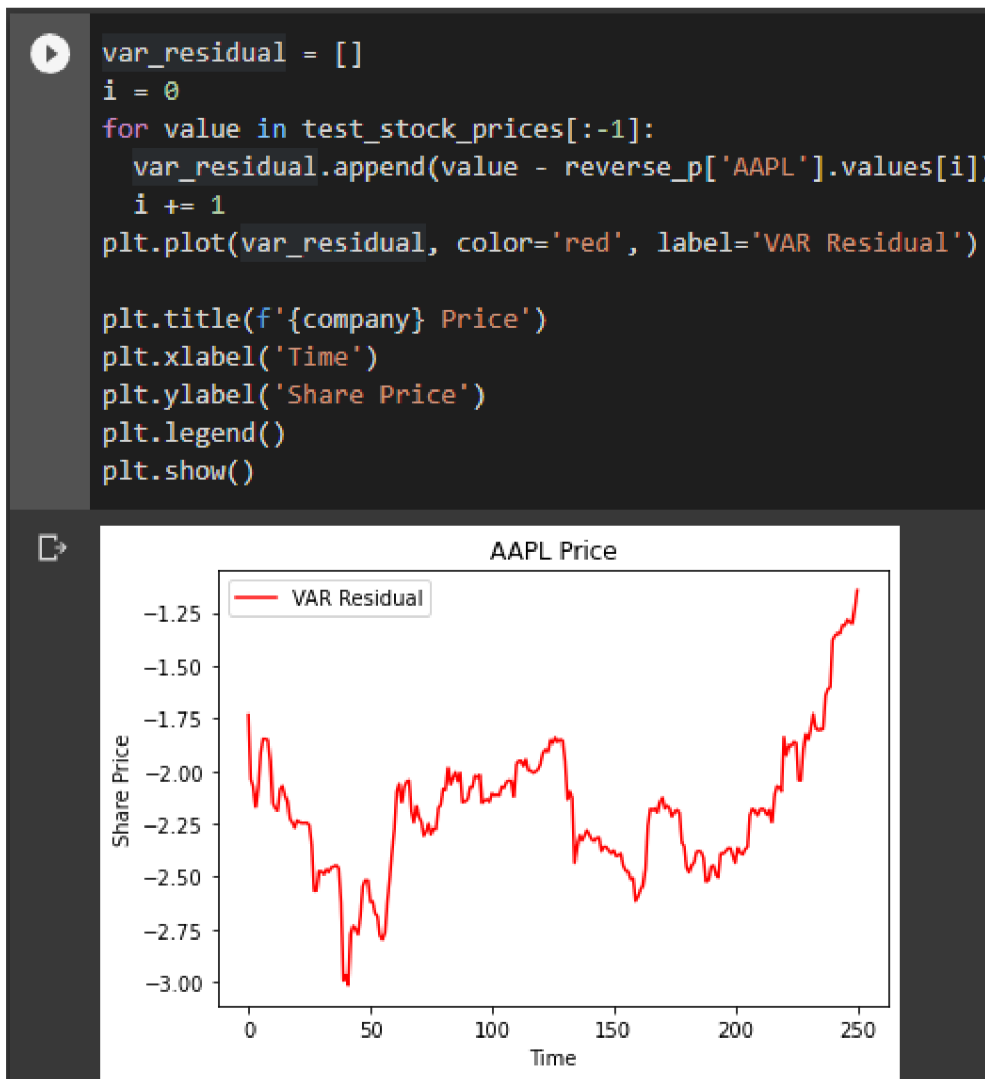 var_residual = []
i = 0
for value in test_stock_prices[:-1]:
  var_residual.append(value - reverse_p['AAPL'].values[i])
  i += 1
plt.plot(var_residual, color='red', label='VAR Residual')
plt.title(f'{company} Price')
plt.xlabel('Time')
plt.ylabel('Share Price')
plt.legend()
plt.show()
AAPL Price
VAR Residual
−1.25
−1.50
−1.75
−2.00
−2.25
−2.50
−2.75
−3.00
Share Price
0 50 100 150 200 250
Time